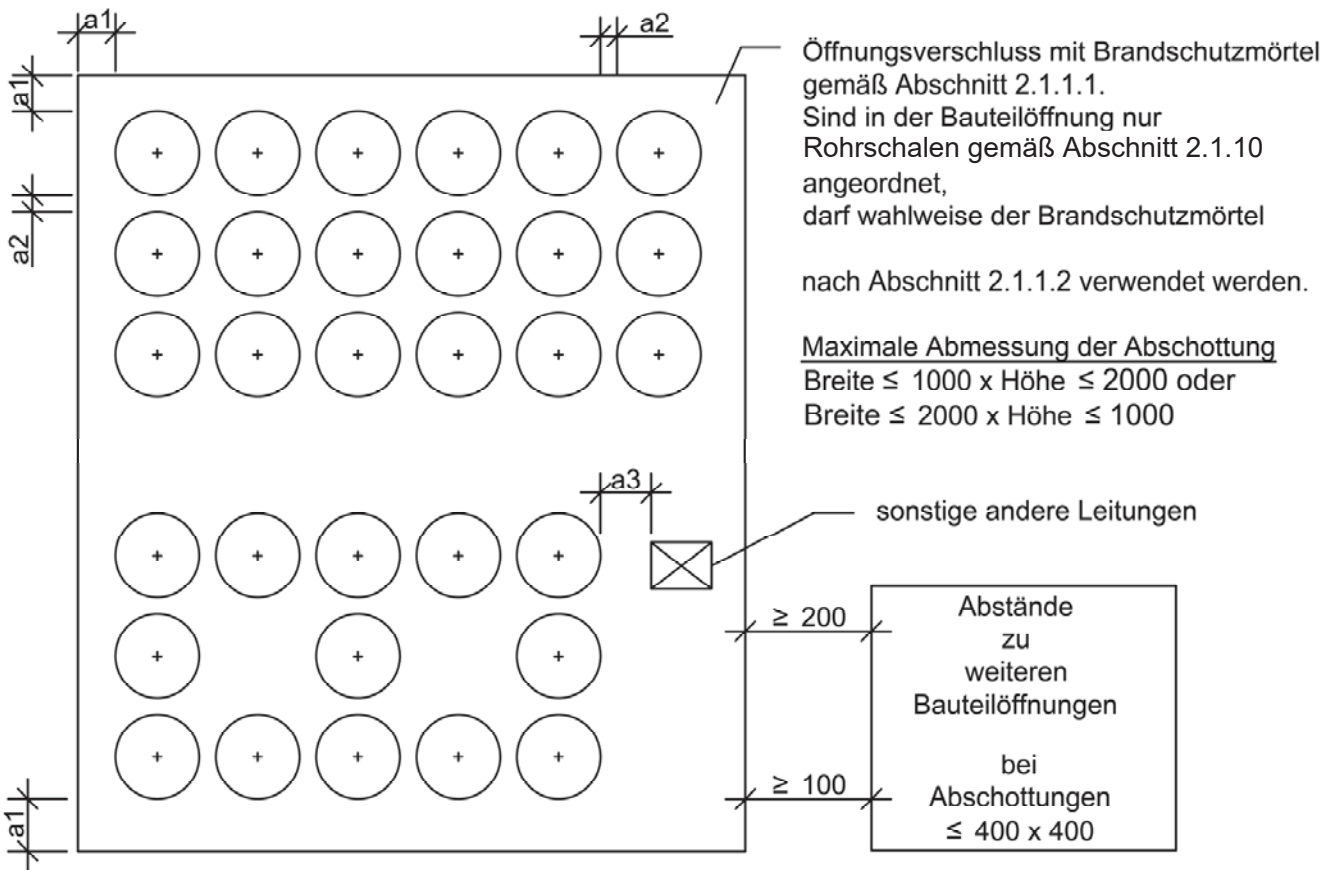 a1
a2
a1
a2
Öffnungsverschluss mit Brandschutzmörtel
gemäß Abschnitt 2.1.1.1.
Sind in der Bauteilöffnung nur
Rohrschalen gemäß Abschnitt 2.1.10
angeordnet,
darf wahlweise der Brandschutzmörtel
nach Abschnitt 2.1.1.2 verwendet werden.
Maximale Abmessung der Abschottung
Breite ≤ 1000 x Höhe ≤ 2000 oder
Breite ≤ 2000 x Höhe ≤ 1000
a3
sonstige andere Leitungen
≥ 200
Abstände
zu
weiteren
Bauteilöffnungen
bei
Abschottungen
≤ 400 x 400
≥ 100
a1